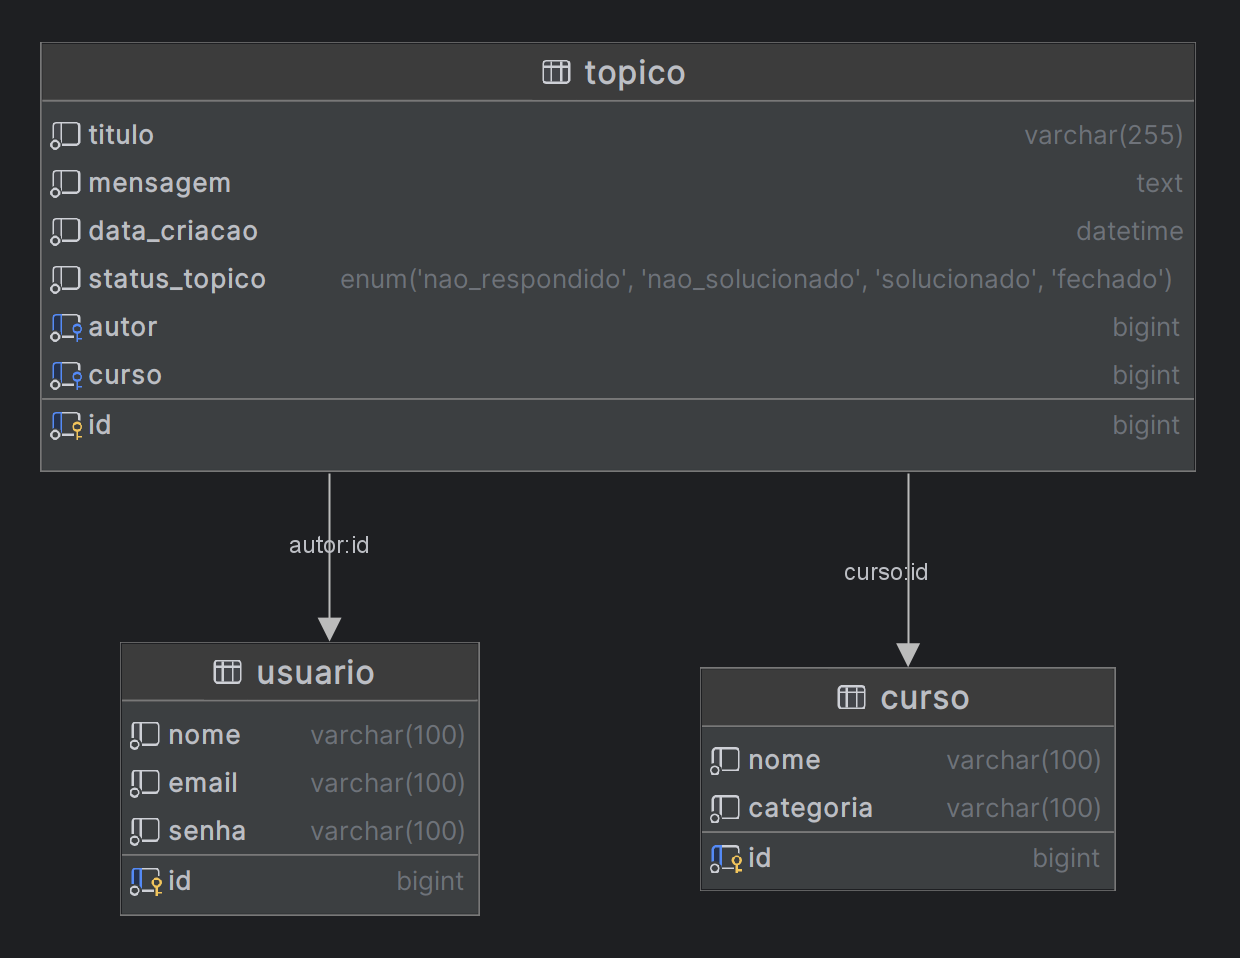 topico
titulo varchar(255)
mensagem text
data_criacao datetime
status_topico enum('nao_respondido', 'nao_solucionado', 'solucionado', 'fechado')
autor bigint
curso bigint
id bigint
autor:id
curso:id
usuario
nome varchar(100)
email varchar(100)
senha varchar(100)
id bigint
curso
nome varchar(100)
categoria varchar(100)
id bigint